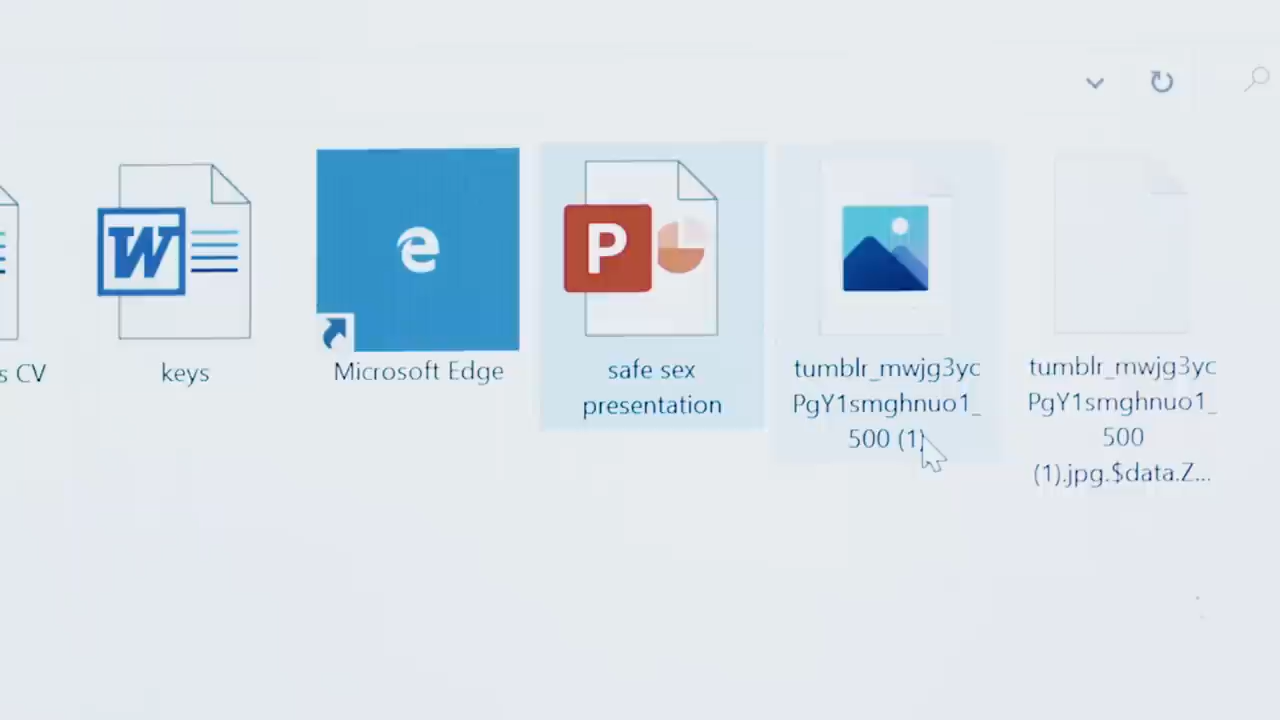 s CV
keys
Microsoft Edge
safe sex
presentation
tumblr_mwjg3yc
PgY1smghnuo1_
500 (1)
tumblr_mwjg3yc
PgY1smghnuo1_
500
(1).jpg.$data.Z...